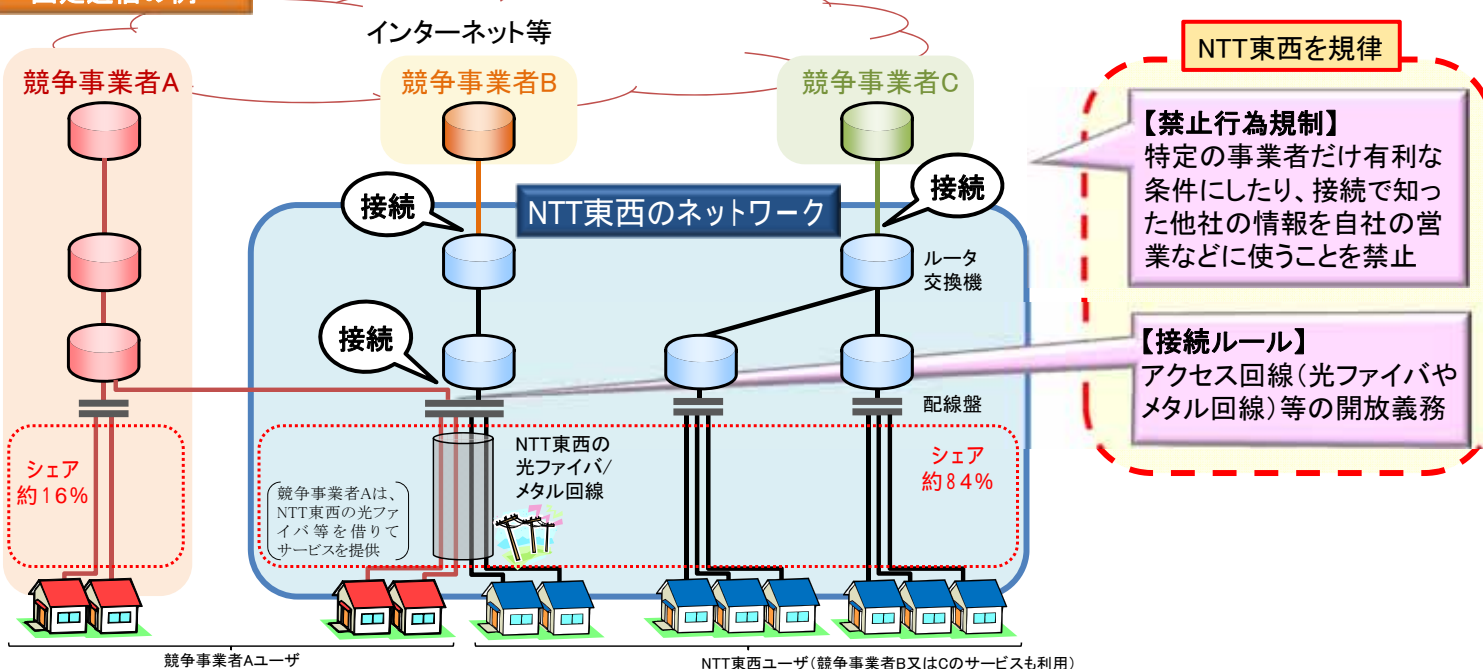 固定通信の例
インターネット等
競争事業者A
競争事業者B
競争事業者C
NTT東西を規律
【禁止行為規制】
特定の事業者だけ有利な
条件にしたり、接続で知っ
た他社の情報を自社の営
業などに使うことを禁止
接続
接続
NTT東西のネットワーク
ルータ
交換機
接続
【接続ルール】
アクセス回線(光ファイバや
メタル回線)等の開放義務
配線盤
シェア
約16%
NTT東西の
光ファイバ/
メタル回線
シェア
約84%
競争事業者Aは、
NTT東西の光ファ
イバ等を借りて
サービスを提供
競争事業者Aユーザ
NTT東西ユーザ(競争事業者B又はCのサービスも利用)